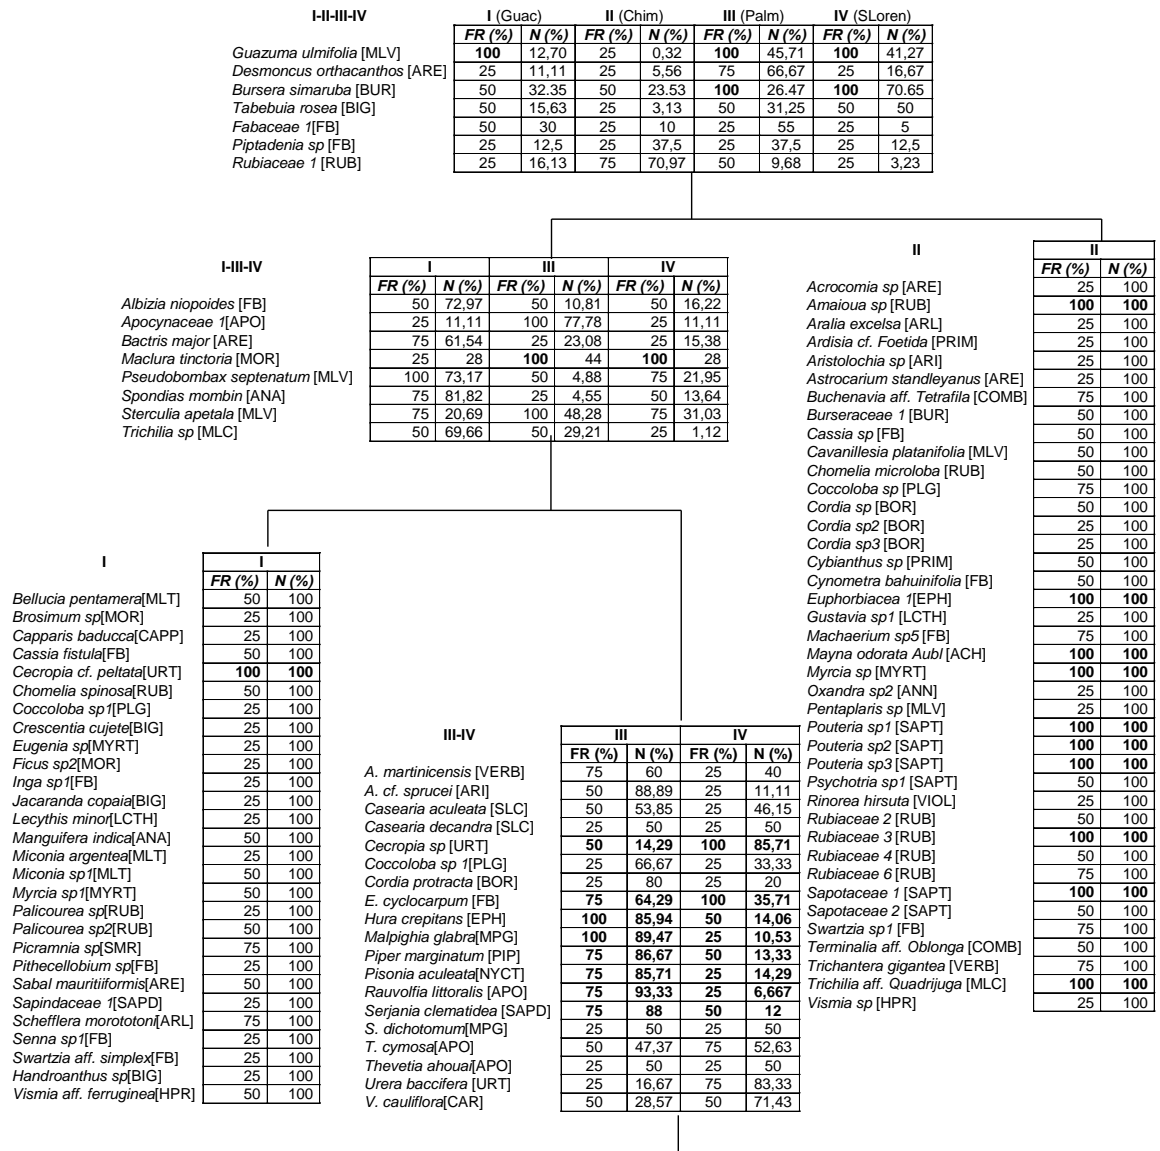 I-II-III-IV I (Guac) II (Chim) III (Palm) IV (SLoren)
FR (%) N (%) FR (%) N (%) FR (%) N (%) FR (%) N (%)
Guazuma ulmifolia [MLV] 100 12,70 25 0,32 100 45,71 100 41,27
Desmoncus orthacanthos [ARE] 25 11,11 25 5,56 75 66,67 25 16,67
Bursera simaruba [BUR] 50 32.35 50 23.53 100 26.47 100 70.65
Tabebuia rosea [BIG] 50 15,63 25 3,13 50 31,25 50 50
Fabaceae 1[FB] 50 30 25 10 25 55 25 5
Piptadenia sp [FB] 25 12,5 25 37,5 25 37,5 25 12,5
Rubiaceae 1 [RUB] 25 16,13 75 70,97 50 9,68 25 3,23
I-III-IV I III IV
FR (%) N (%) FR (%) N (%) FR (%) N (%)
Albizia niopoides [FB] 50 72,97 50 10,81 50 16,22
Apocynaceae 1[APO] 25 11,11 100 77,78 25 11,11
Bactris major [ARE] 75 61,54 25 23,08 25 15,38
Maclura tinctoria [MOR] 25 28 100 44 100 28
Pseudobombax septenatum [MLV] 100 73,17 50 4,88 75 21,95
Spondias mombin [ANA] 75 81,82 25 4,55 50 13,64
Sterculia apetala [MLV] 75 20,69 100 48,28 75 31,03
Trichilia sp [MLC] 50 69,66 50 29,21 25 1,12
II II
FR (%) N (%)
Acrocomia sp [ARE] 25 100
Amaioua sp [RUB] 100 100
Aralia excelsa [ARL] 25 100
Ardisia cf. Foetida [PRIM] 25 100
Aristolochia sp [ARI] 25 100
Astrocarium standleyanus [ARE] 25 100
Buchenavia aff. Tetrafila [COMB] 75 100
Burseraceae 1 [BUR] 50 100
Cassia sp [FB] 50 100
Cavanillesia platanifolia [MLV] 50 100
Chomelia microloba [RUB] 50 100
Coccoloba sp [PLG] 75 100
Cordia sp [BOR] 50 100
Cordia sp2 [BOR] 25 100
Cordia sp3 [BOR] 25 100
Cybianthus sp [PRIM] 50 100
Cynometra bahuinifolia [FB] 50 100
Euphorbiacea 1[EPH] 100 100
Gustavia sp1 [LCTH] 25 100
Machaerium sp5 [FB] 75 100
Mayna odorata Aubl [ACH] 100 100
Myrcia sp [MYRT] 100 100
Oxandra sp2 [ANN] 25 100
Pentaplaris sp [MLV] 25 100
Pouteria sp1 [SAPT] 100 100
Pouteria sp2 [SAPT] 100 100
Pouteria sp3 [SAPT] 100 100
Psychotria sp1 [SAPT] 50 100
Rinorea hirsuta [VIOL] 25 100
Rubiaceae 2 [RUB] 50 100
Rubiaceae 3 [RUB] 100 100
Rubiaceae 4 [RUB] 50 100
Rubiaceae 6 [RUB] 75 100
Sapotaceae 1 [SAPT] 100 100
Sapotaceae 2 [SAPT] 50 100
Swartzia sp1 [FB] 75 100
Terminalia aff. Oblonga [COMB] 50 100
Trichantera gigantea [VERB] 75 100
Trichilia aff. Quadrijuga [MLC] 100 100
Vismia sp [HPR] 25 100
I I
FR (%) N (%)
Bellucia pentamera[MLT] 50 100
Brosimum sp[MOR] 25 100
Capparis baducca[CAPP] 25 100
Cassia fistula[FB] 50 100
Cecropia cf. peltata[URT] 100 100
Chomelia spinosa[RUB] 50 100
Coccoloba sp1[PLG] 25 100
Crescentia cujete[BIG] 25 100
Eugenia sp[MYRT] 25 100
Ficus sp2[MOR] 25 100
Inga sp1[FB] 25 100
Jacaranda copaia[BIG] 25 100
Lecythis minor[LCTH] 25 100
Manguifera indica[ANA] 50 100
Miconia argentea[MLT] 25 100
Miconia sp1[MLT] 50 100
Myrcia sp1[MYRT] 50 100
Palicourea sp[RUB] 25 100
Palicourea sp2[RUB] 50 100
Picramnia sp[SMR] 75 100
Pithecellobium sp[FB] 25 100
Sabal mauritiiformis[ARE] 50 100
Sapindaceae 1[SAPD] 25 100
Schefflera morototoni[ARL] 75 100
Senna sp1[FB] 25 100
Swartzia aff. simplex[FB] 25 100
Handroanthus sp[BIG] 25 100
Vismia aff. ferruginea[HPR] 50 100
III-IV III IV
FR (%) N (%) FR (%) N (%)
A. martinicensis [VERB] 75 60 25 40
A. cf. sprucei [ARI] 50 88,89 25 11,11
Casearia aculeata [SLC] 50 53,85 25 46,15
Casearia decandra [SLC] 25 50 25 50
Cecropia sp [URT] 50 14,29 100 85,71
Coccoloba sp 1[PLG] 25 66,67 25 33,33
Cordia protracta [BOR] 25 80 25 20
E. cyclocarpum [FB] 75 64,29 100 35,71
Hura crepitans [EPH] 100 85,94 50 14,06
Malpighia glabra[MPG] 100 89,47 25 10,53
Piper marginatum [PIP] 75 86,67 50 13,33
Pisonia aculeata[NYCT] 75 85,71 25 14,29
Rauvolfia littoralis [APO] 75 93,33 25 6,667
Serjania clematidea [SAPD] 75 88 50 12
S. dichotomum[MPG] 25 50 25 50
T. cymosa[APO] 50 47,37 75 52,63
Thevetia ahouai[APO] 25 50 25 50
Urera baccifera [URT] 25 16,67 75 83,33
V. cauliflora[CAR] 50 28,57 50 71,43